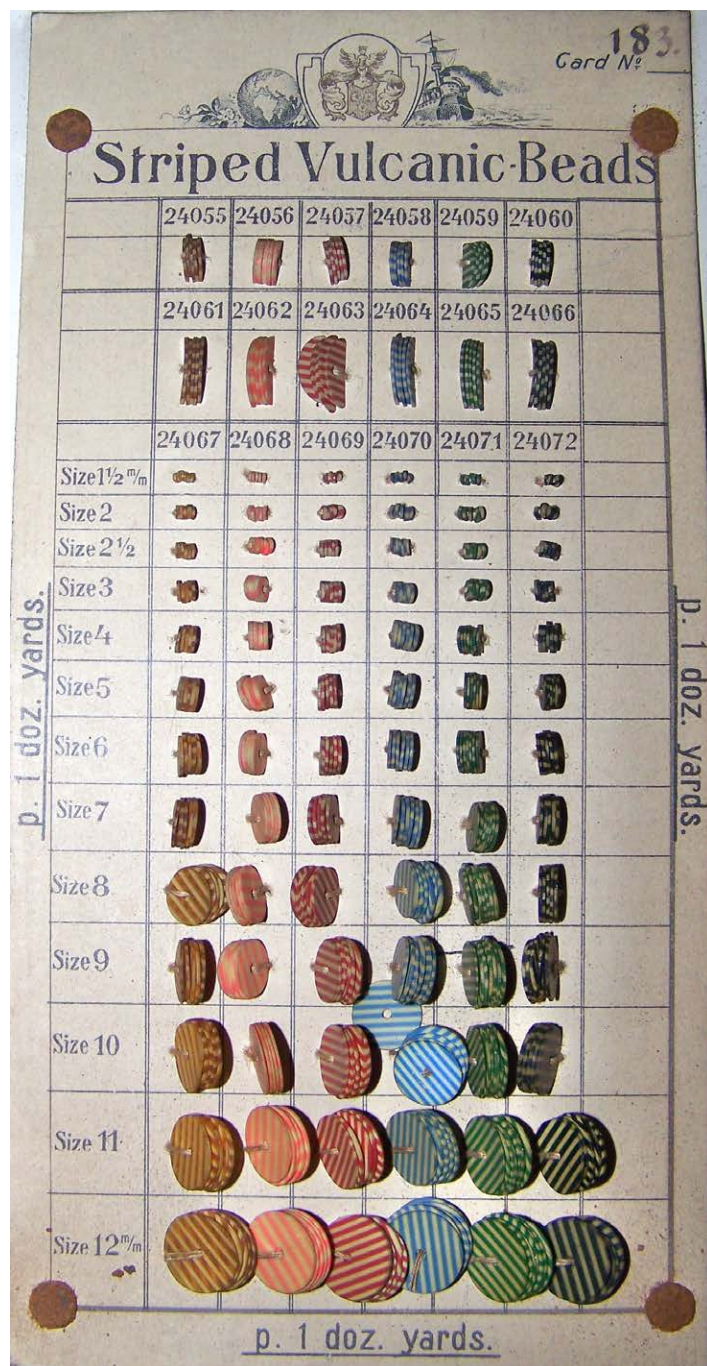 183.
Card Nº
Striped Vulcanic-Beads
24055 24056 24057 24058 24059 24060
24061 24062 24063 24064 24065 24066
24067 24068 24069 24070 24071 24072
Size 1½ m/m
Size 2
Size 2½
Size 3
Size 4
Size 5
Size 6
Size 7
Size 8
Size 9
Size 10
Size 11
Size 12 m/m
p. 1 doz. yards.
p. 1 doz. yards.
p. 1 doz. yards.